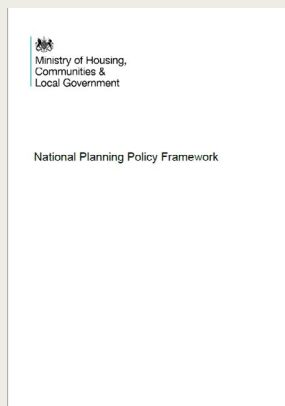 Ministry of Housing,
Communities &
Local Government
National Planning Policy Framework